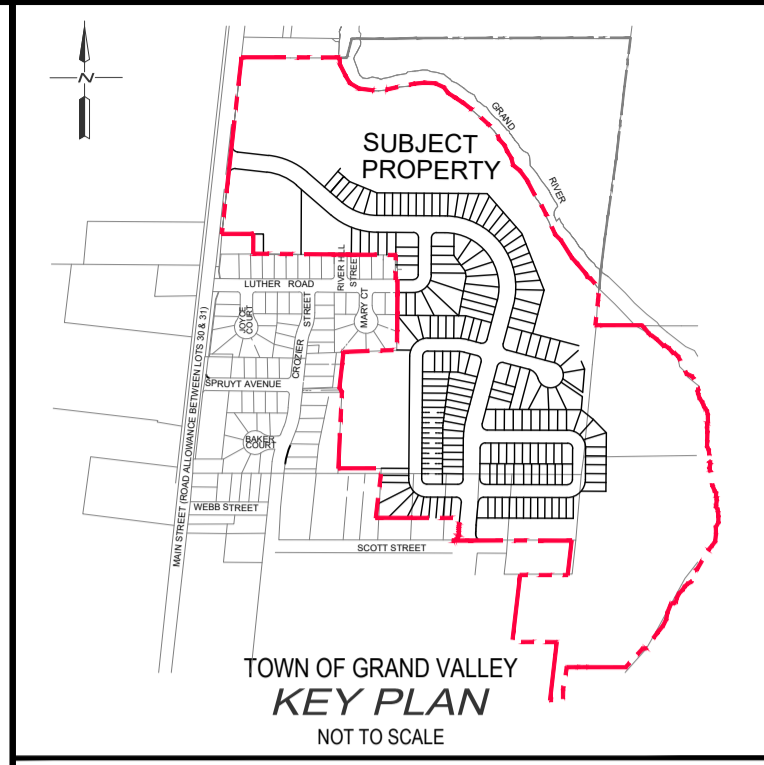 N
GRAND
RIVER
SUBJECT
PROPERTY
LUTHER ROAD
RIVER HILL
STREET
JOYCE
COURT
CROZIER
STREET
MARY CT
SPRUYT AVENUE
BAKER
COURT
WEBB STREET
SCOTT STREET
MAIN STREET (ROAD ALLOWANCE BETWEEN LOTS 30 & 31)
TOWN OF GRAND VALLEY
KEY PLAN
NOT TO SCALE